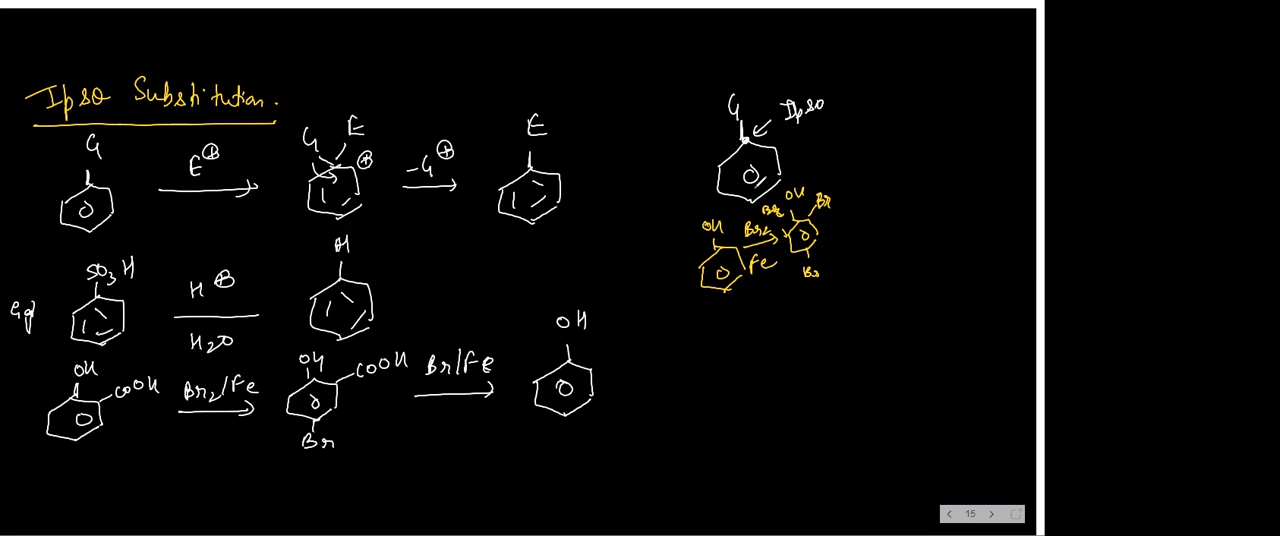 Ipso Substitution.
G E⊕ G E ⊕ -G⊕ E
G Ipso
OH Br2 Fe Br OH Br Br
Eg SO3H H⊕ H2O H
OH COOH Br2/Fe OH COOH Br Br/Fe OH
15